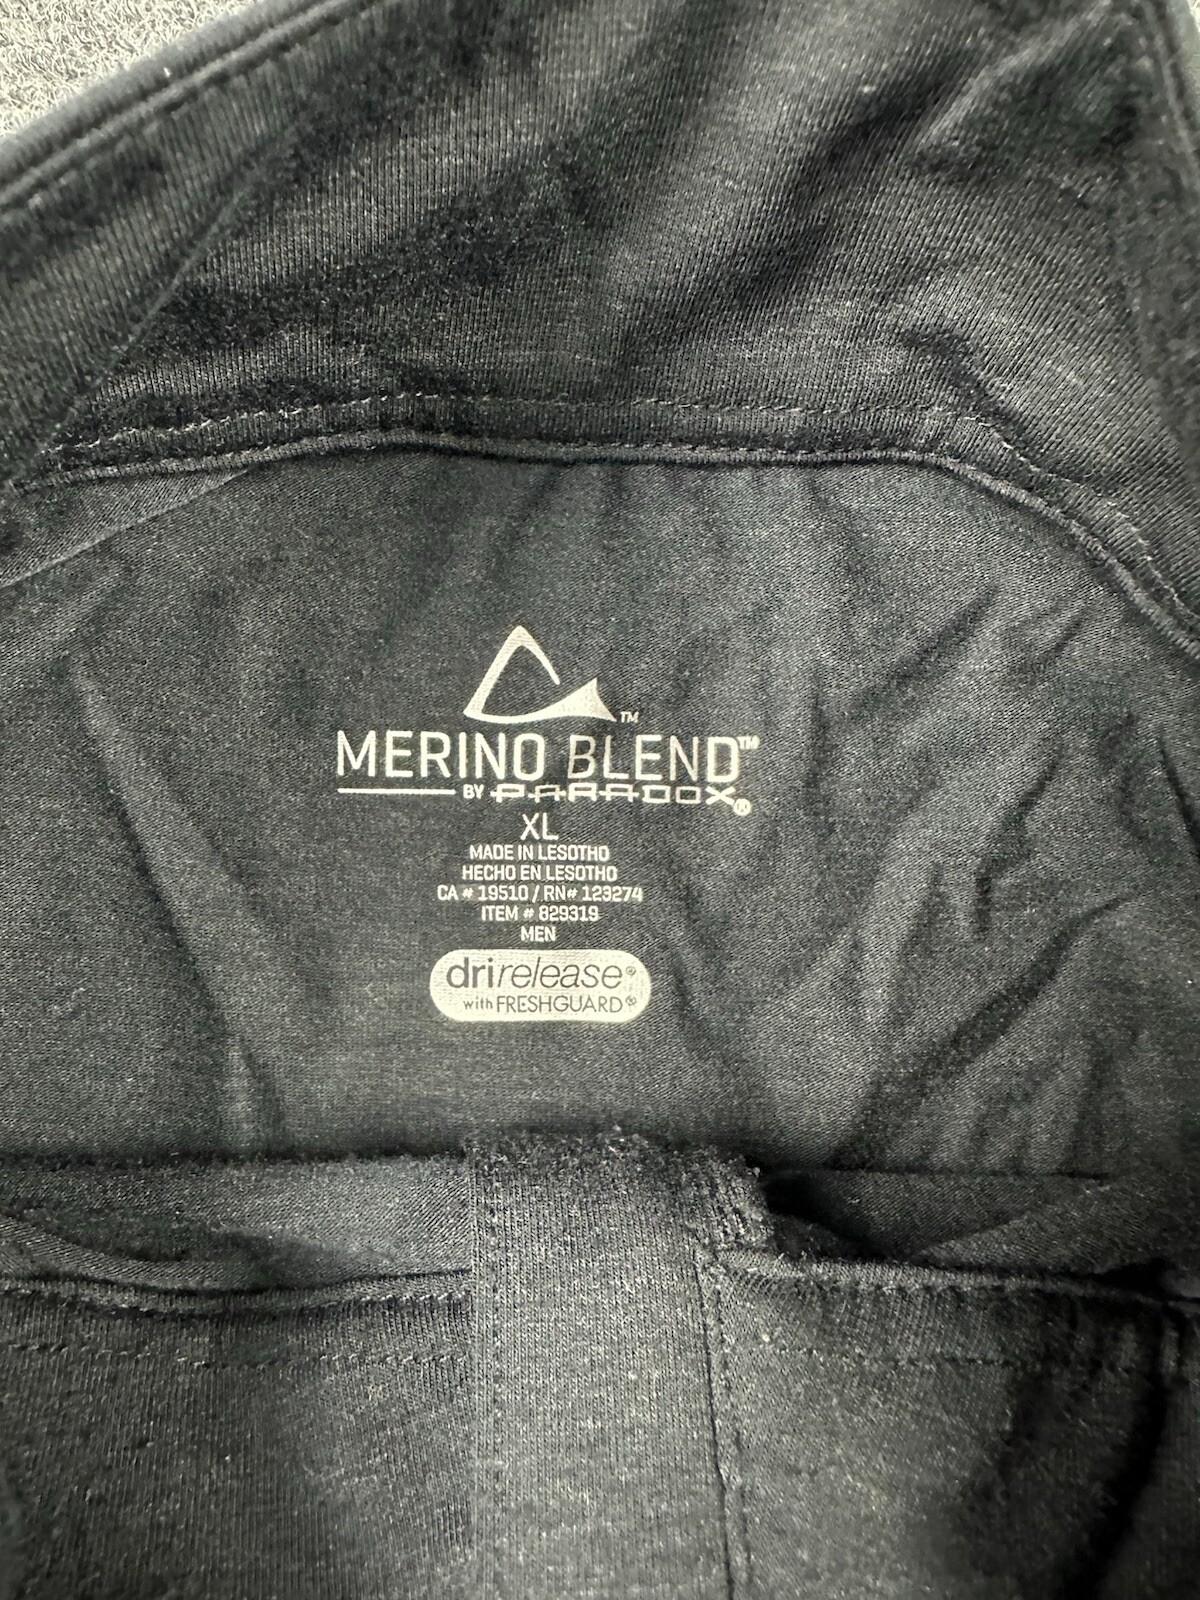 TM
MERINO BLEND™
BY PARADOX®
XL
MADE IN LESOTHO
HECHO EN LESOTHO
CA # 19510 / RN# 123274
ITEM # 829319
MEN
drirelease®
with FRESHGUARD®